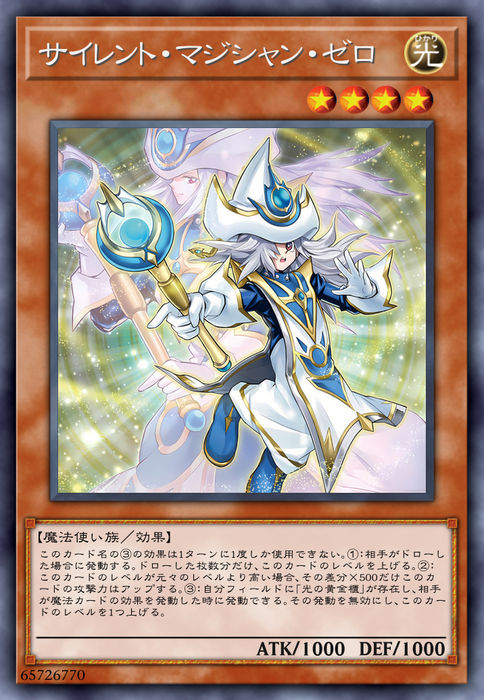 サイレント・マジシャン・ゼロ
ひかり
光
【魔法使い族／効果】
このカード名の③の効果は1ターンに1度しか使用できない。①：相手がドローし
た場合に発動する。ドローした枚数分だけ、このカードのレベルを上げる。②：
このカードのレベルが元々のレベルより高い場合、その差分×500だけこのカ
ードの攻撃力はアップする。③：自分フィールドに「光の黄金櫃」が存在し、相手
が魔法カードの効果を発動した時に発動できる。その発動を無効にし、このカー
ドのレベルを1つ上げる。
ATK/1000 DEF/1000
65726770